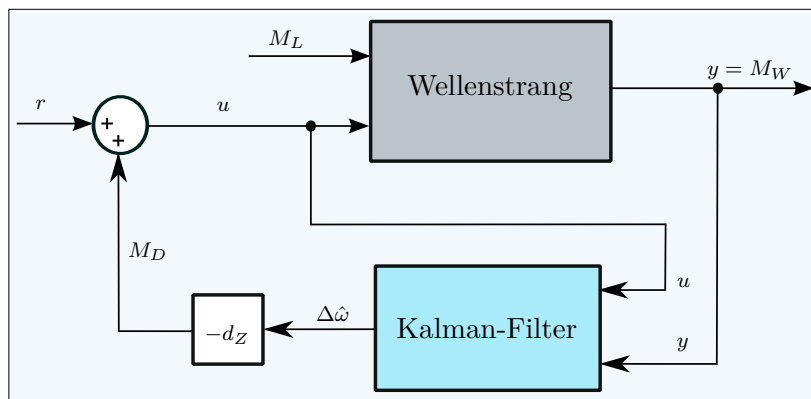 M_L
Wellenstrang
y = M_W
r
u
+
+
M_D
u
Δω̂
−d_Z
Kalman-Filter
y